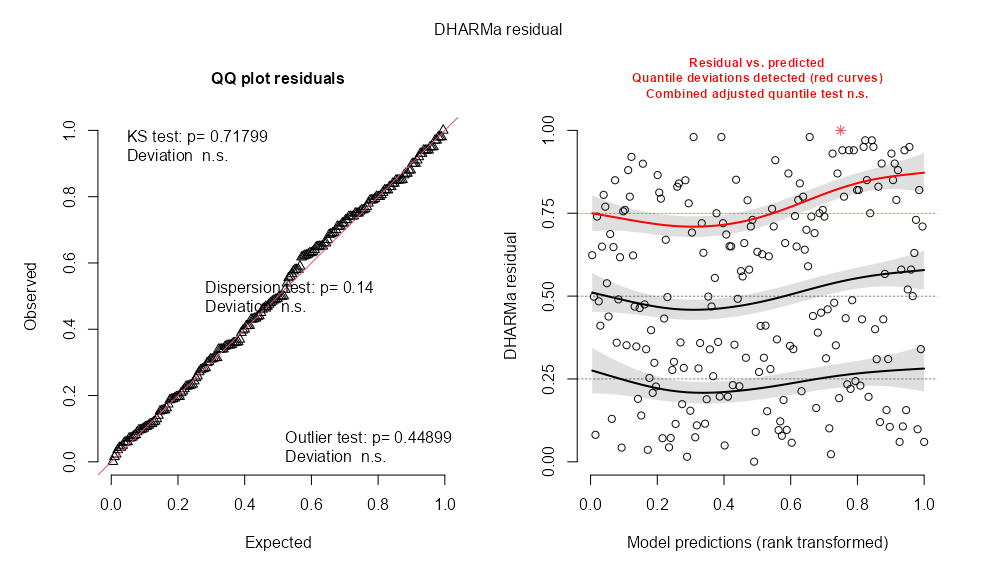 DHARMa residual
QQ plot residuals
KS test: p= 0.71799
Deviation n.s.
Dispersion test: p= 0.14
Deviation n.s.
Outlier test: p= 0.44899
Deviation n.s.
Observed
0.0 0.2 0.4 0.6 0.8 1.0
0.0 0.2 0.4 0.6 0.8 1.0
Expected
Residual vs. predicted
Quantile deviations detected (red curves)
Combined adjusted quantile test n.s.
DHARMa residual
0.00 0.25 0.50 0.75 1.00
0.0 0.2 0.4 0.6 0.8 1.0
Model predictions (rank transformed)